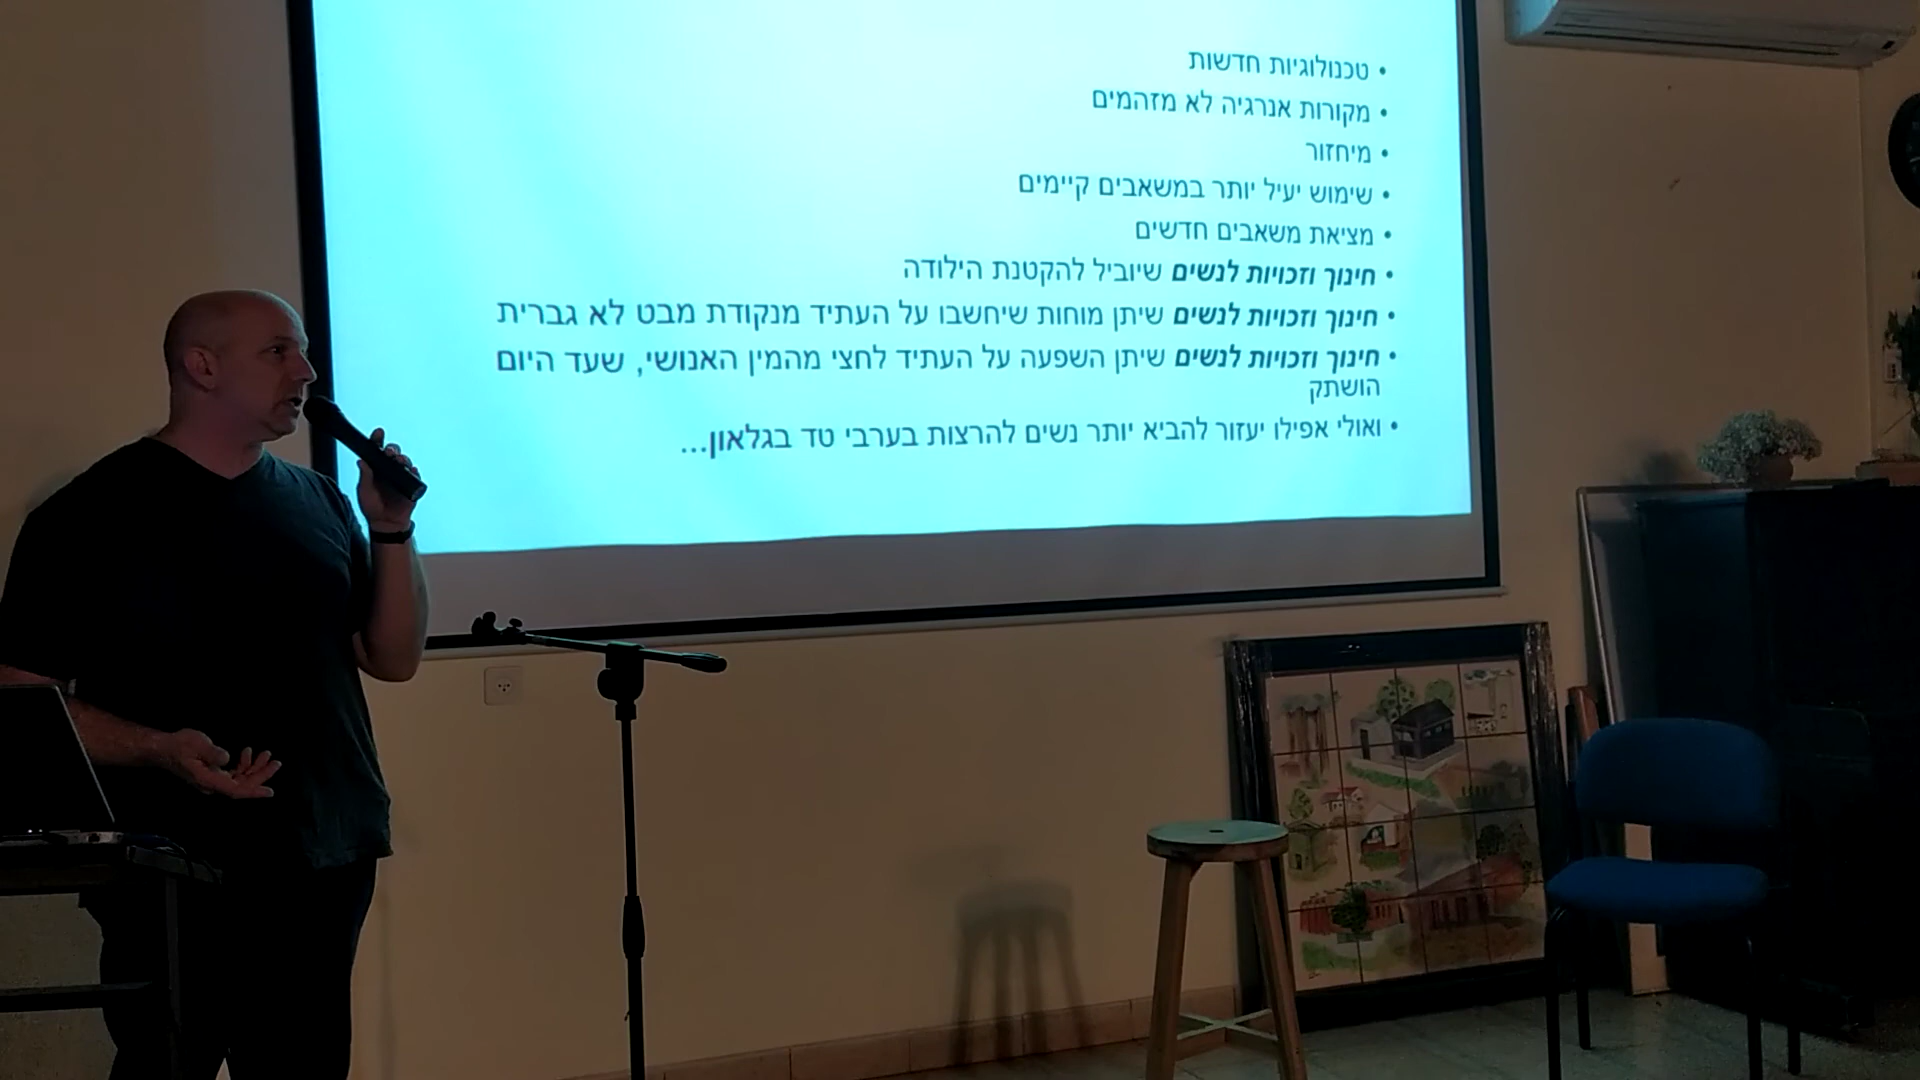 • טכנולוגיות חדשות
• מקורות אנרגיה לא מזהמים
• מיחזור
• שימוש יעיל יותר במשאבים קיימים
• מציאת משאבים חדשים
• חינוך וזכויות לנשים שיוביל להקטנת הילודה
• חינוך וזכויות לנשים שיתן מוחות שיחשבו על העתיד מנקודת מבט לא גברית
• חינוך וזכויות לנשים שיתן השפעה על העתיד לחצי מהמין האנושי, שעד היום
הושתק
• ואולי אפילו יעזור להביא יותר נשים להרצות בערבי טד בגלאון...